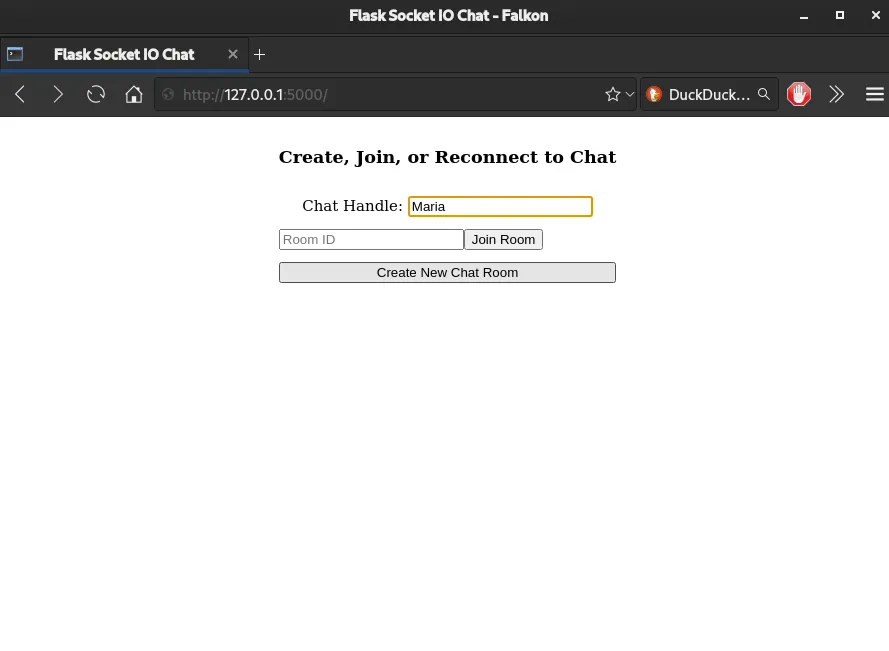 Flask Socket IO Chat - Falkon
Flask Socket IO Chat
http://127.0.0.1:5000/
DuckDuck...
Create, Join, or Reconnect to Chat
Chat Handle: Maria
Room ID Join Room
Create New Chat Room